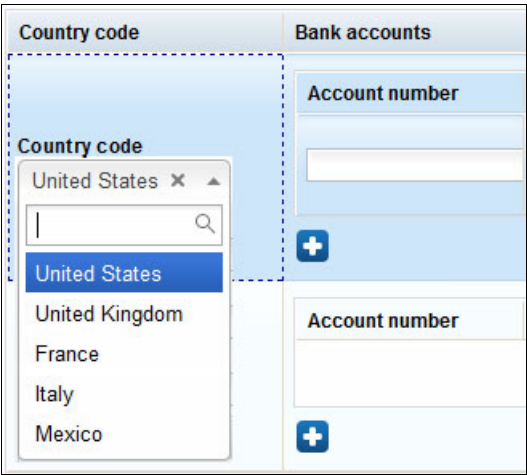 Country code
Bank accounts
Account number
Country code
United States
United States
United Kingdom
France
Italy
Mexico
Account number